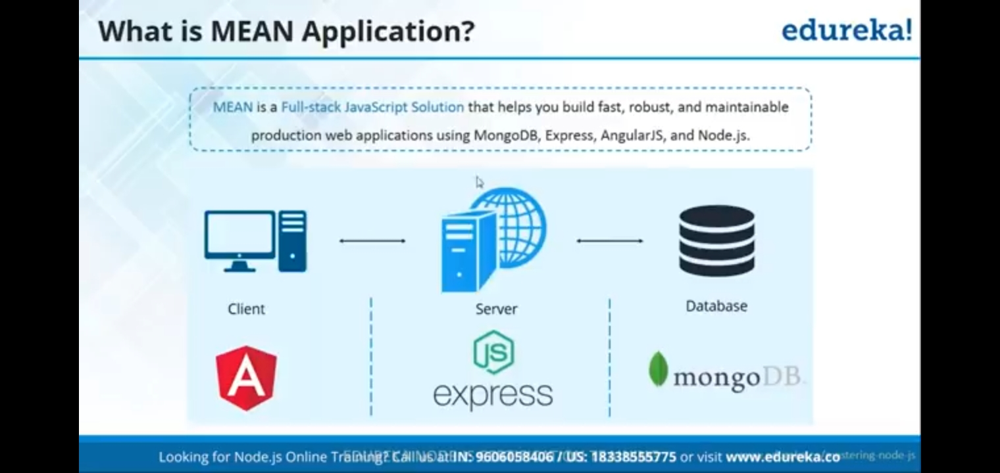 What is MEAN Application?
edureka!
MEAN is a Full-stack JavaScript Solution that helps you build fast, robust, and maintainable
production web applications using MongoDB, Express, AngularJS, and Node.js.
Client
Server
Database
A
JS
express
mongoDB
Looking for Node.js Online Training? Call us at IN: 9606058406 / US: 18338555775 or visit www.edureka.co